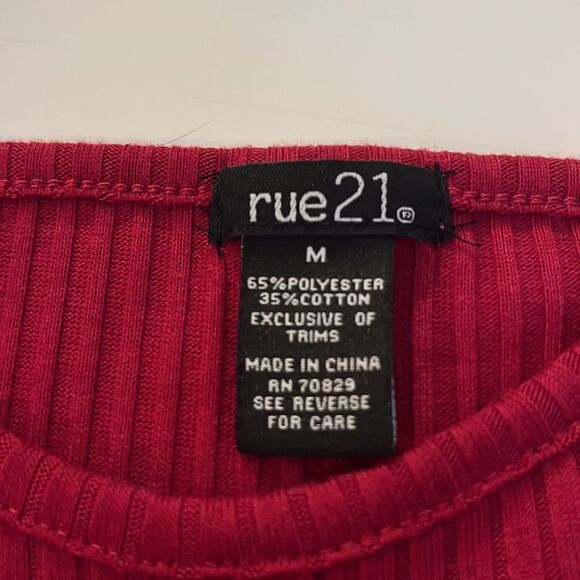 rue21®
M
65%POLYESTER
35%COTTON
EXCLUSIVE OF
TRIMS
MADE IN CHINA
RN 70829
SEE REVERSE
FOR CARE